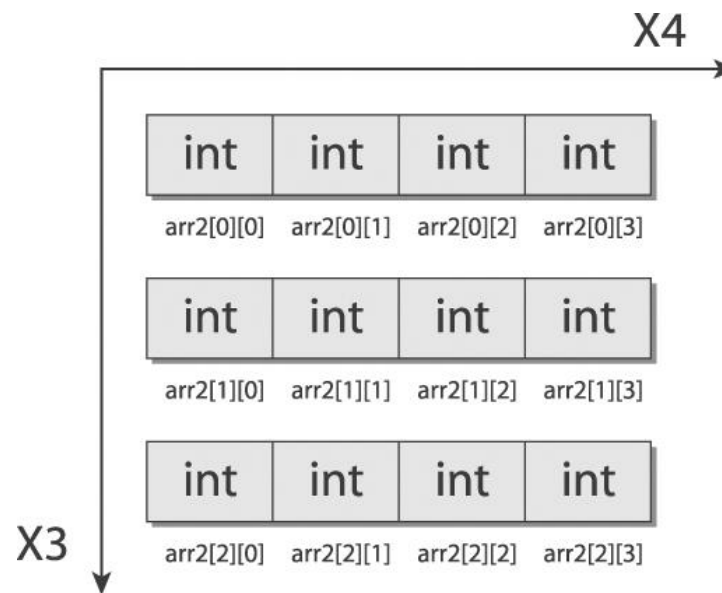 X4
int int int int
arr2[0][0] arr2[0][1] arr2[0][2] arr2[0][3]
int int int int
arr2[1][0] arr2[1][1] arr2[1][2] arr2[1][3]
int int int int
X3
arr2[2][0] arr2[2][1] arr2[2][2] arr2[2][3]